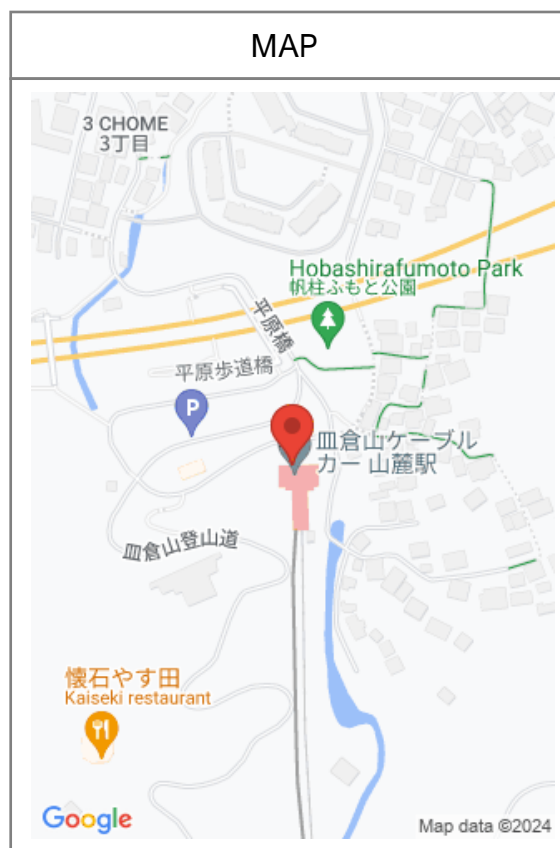 MAP
3 CHOME
3丁目
Hobashirafumoto Park
帆柱ふもと公園
平原橋
平原歩道橋
P
皿倉山ケーブル
カー 山麓駅
皿倉山登山道
懐石やす田
Kaiseki restaurant
Google
Map data ©2024